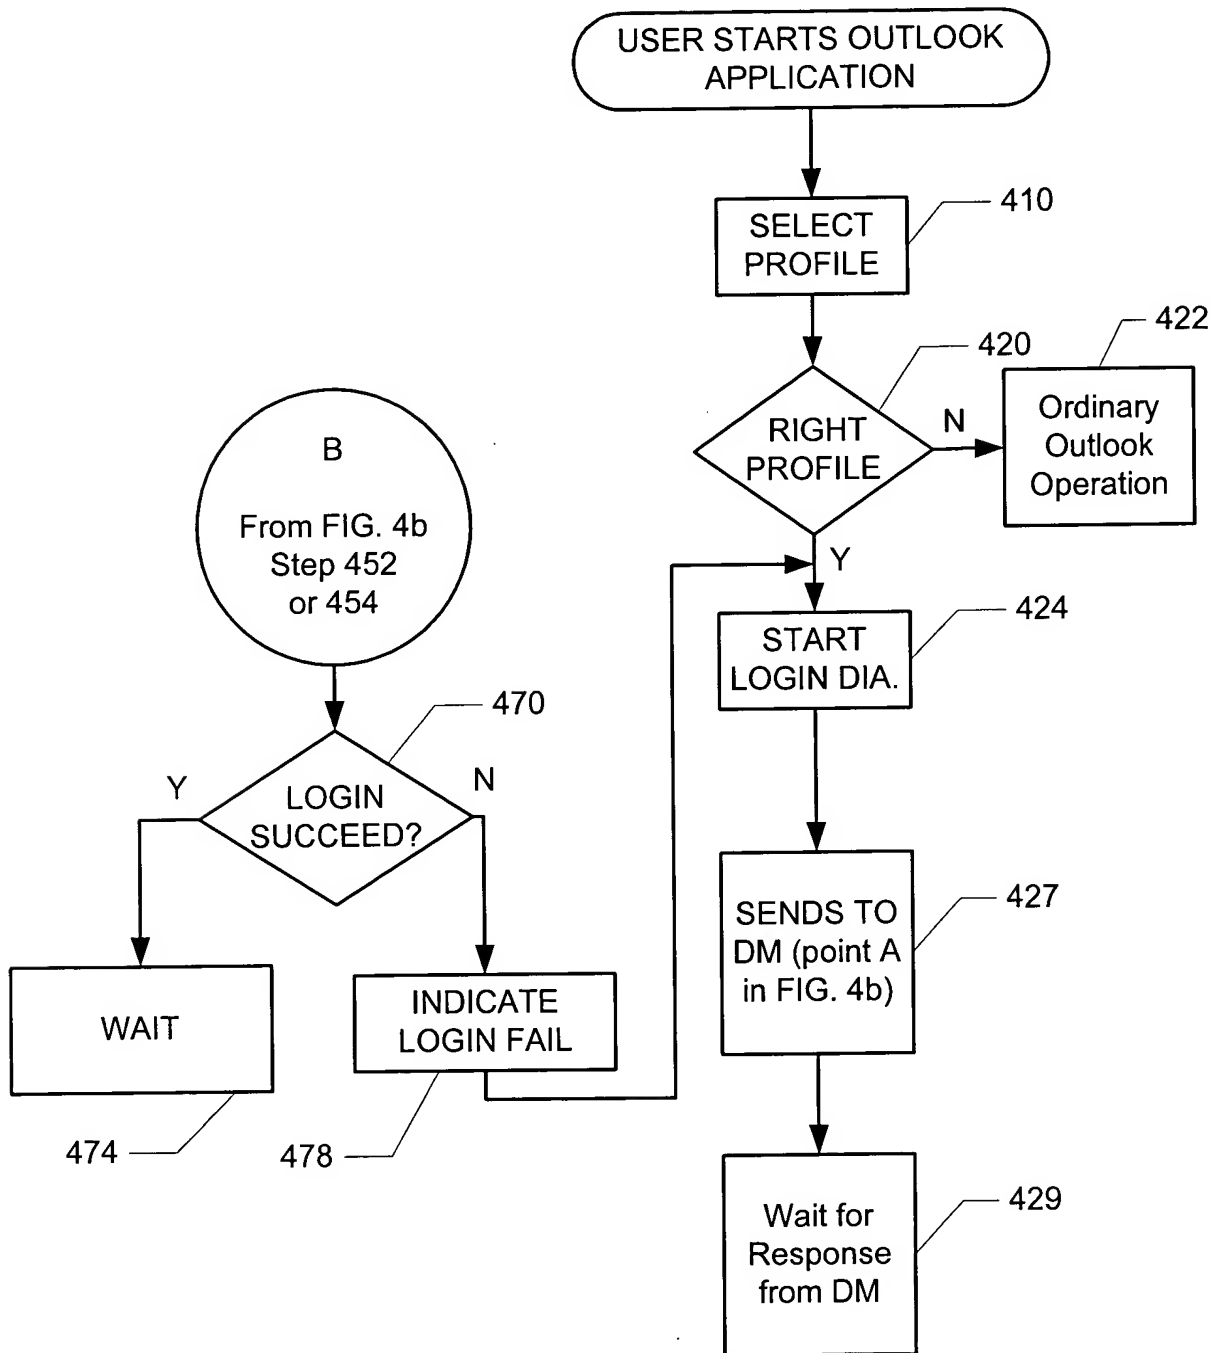 USER STARTS OUTLOOK
APPLICATION
410
SELECT
PROFILE
422
420
Ordinary
Outlook
Operation
N
RIGHT
PROFILE
B
From FIG. 4b
Step 452
or 454
Y
424
START
LOGIN DIA.
470
Y
N
LOGIN
SUCCEED?
427
SENDS TO
DM (point A
in FIG. 4b)
WAIT
INDICATE
LOGIN FAIL
474
478
429
Wait for
Response
from DM